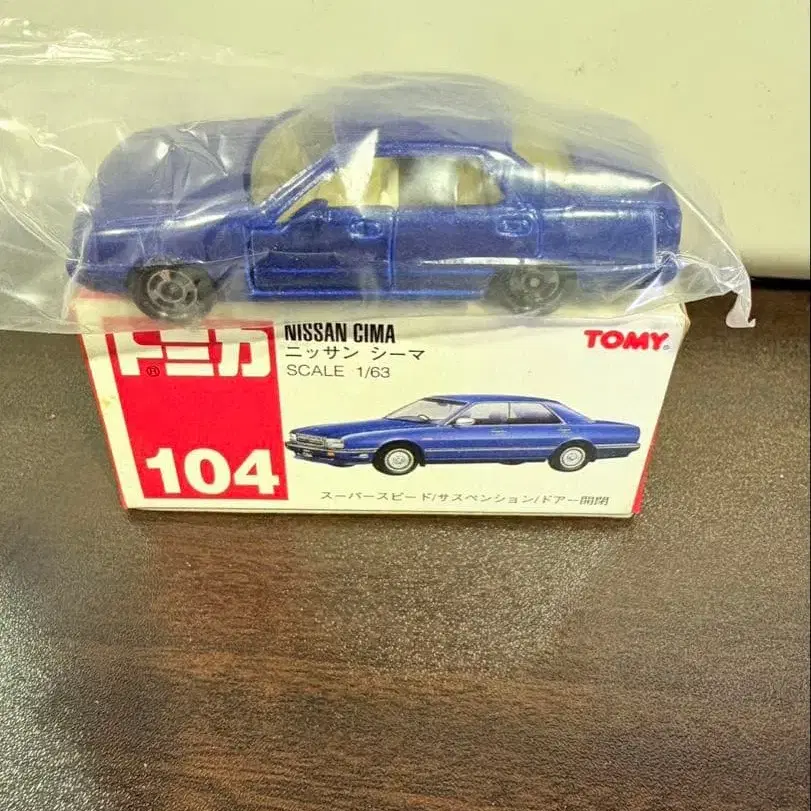 トミカ®
104
NISSAN CIMA
ニッサン シーマ
SCALE 1/63
TOMY®
スーパースピード/サスペンション/ドアー開閉